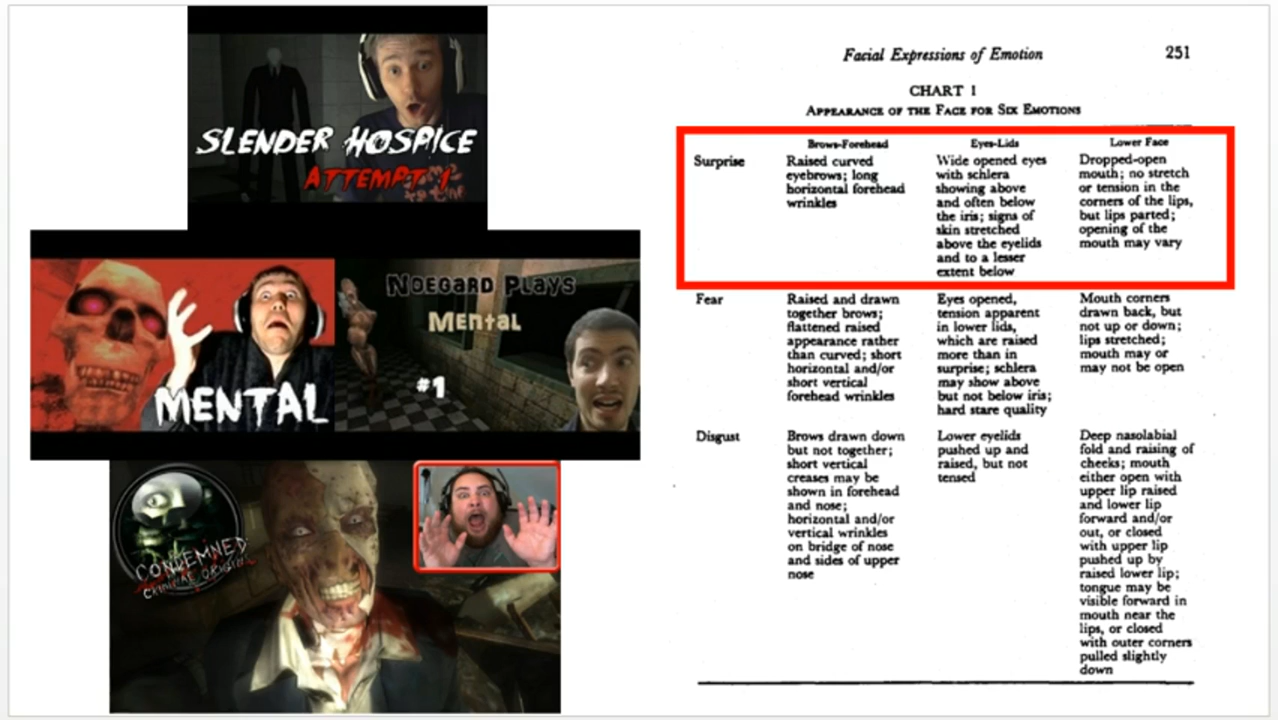 SLENDER HOSPICE
ATTEMPT 1
MENTAL
NOEGARD PLAYS
MENTAL
#1
CONDEMNED
CRIMINAL ORIGINS
Facial Expressions of Emotion 251
CHART 1
APPEARANCE OF THE FACE FOR SIX EMOTIONS
Brows-Forehead Eyes-Lids Lower Face
Surprise
Raised curved
eyebrows; long
horizontal forehead
wrinkles
Wide opened eyes
with schlera
showing above
and often below
the iris; signs of
skin stretched
above the eyelids
and to a lesser
extent below
Dropped-open
mouth; no stretch
or tension in the
corners of the lips,
but lips parted;
opening of the
mouth may vary
Fear
Raised and drawn
together brows;
flattened raised
appearance rather
than curved; short
horizontal and/or
short vertical
forehead wrinkles
Eyes opened,
tension apparent
in lower lids,
which are raised
more than in
surprise; schlera
may show above
but not below iris;
hard stare quality
Mouth corners
drawn back, but
not up or down;
lips stretched;
mouth may or
may not be open
Disgust
Brows drawn down
but not together;
short vertical
creases may be
shown in forehead
and nose;
horizontal and/or
vertical wrinkles
on bridge of nose
and sides of upper
nose
Lower eyelids
pushed up and
raised, but not
tensed
Deep nasolabial
fold and raising of
cheeks; mouth
either open with
upper lip raised
and lower lip
forward and/or
out, or closed
with upper lip
pushed up by
raised lower lip;
tongue may be
visible forward in
mouth near the
lips, or closed
with outer corners
pulled slightly
down